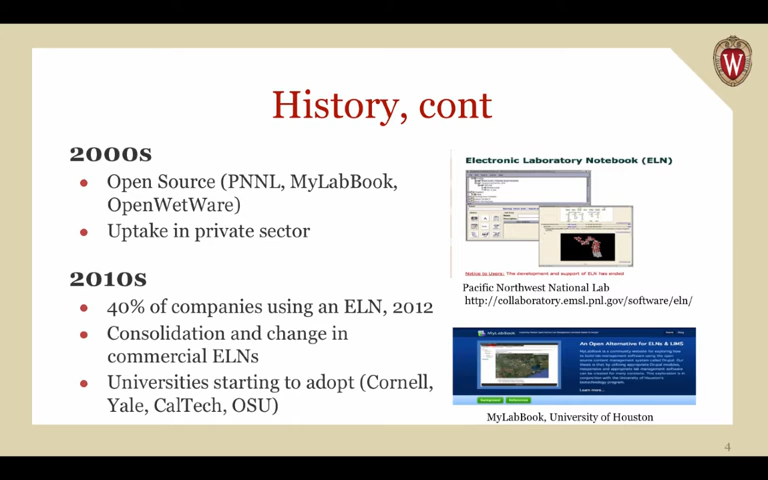 W
History, cont
2000s
Open Source (PNNL, MyLabBook,
OpenWetWare)
Uptake in private sector
2010s
40% of companies using an ELN, 2012
Consolidation and change in
commercial ELNs
Universities starting to adopt (Cornell,
Yale, CalTech, OSU)
Electronic Laboratory Notebook (ELN)
Notice to Users: The development and support of ELN has ended
Pacific Northwest National Lab
http://collaboratory.emsl.pnl.gov/software/eln/
MyLabBook
An Open Alternative for ELNs & LIMS
MyLabBook, University of Houston
4